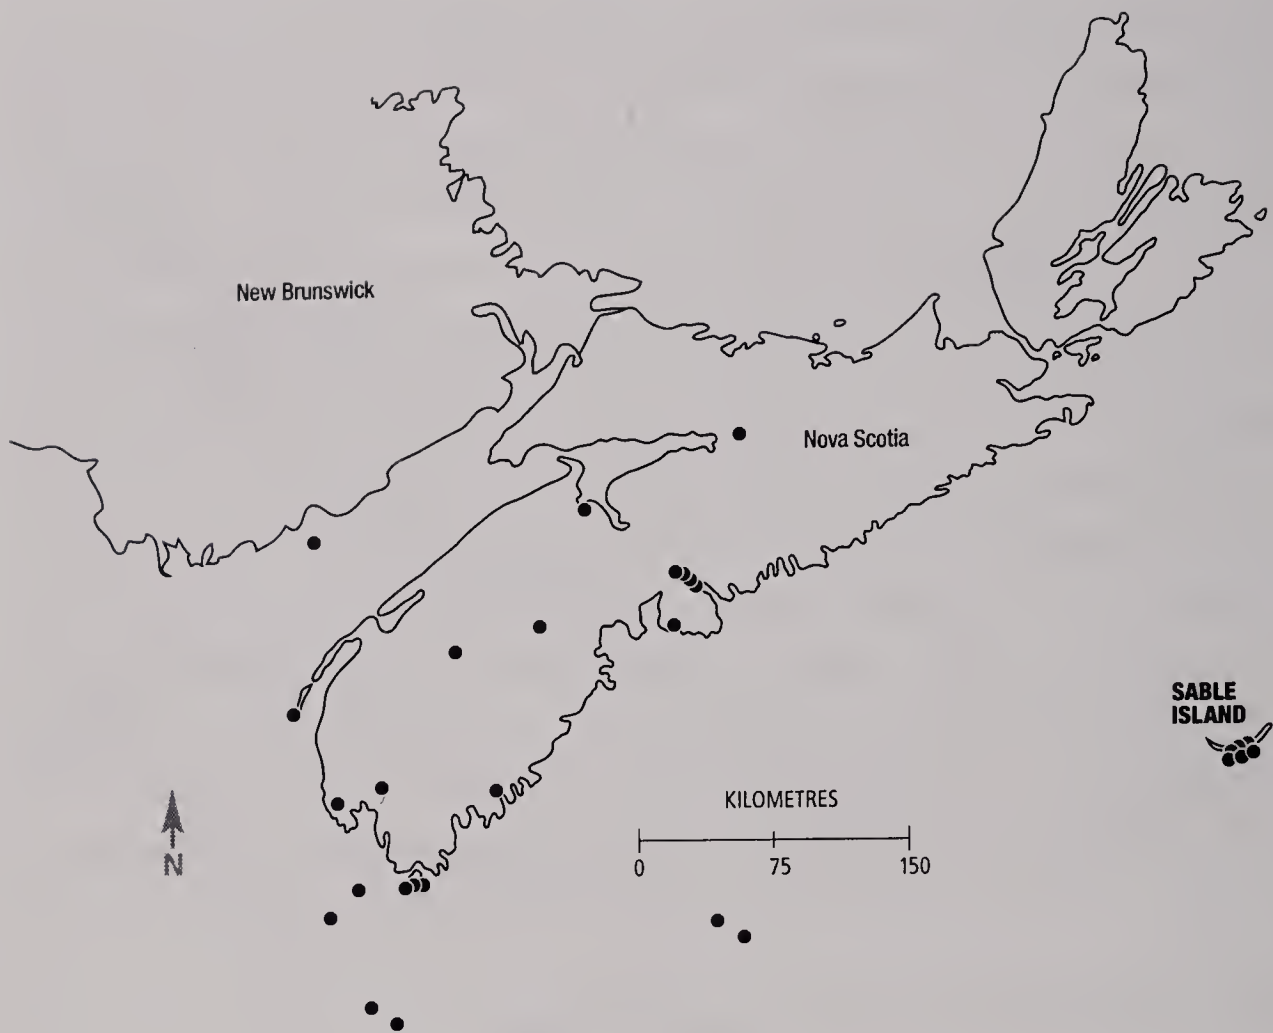 New Brunswick
Nova Scotia
SABLE
ISLAND
KILOMETRES
0 75 150
N